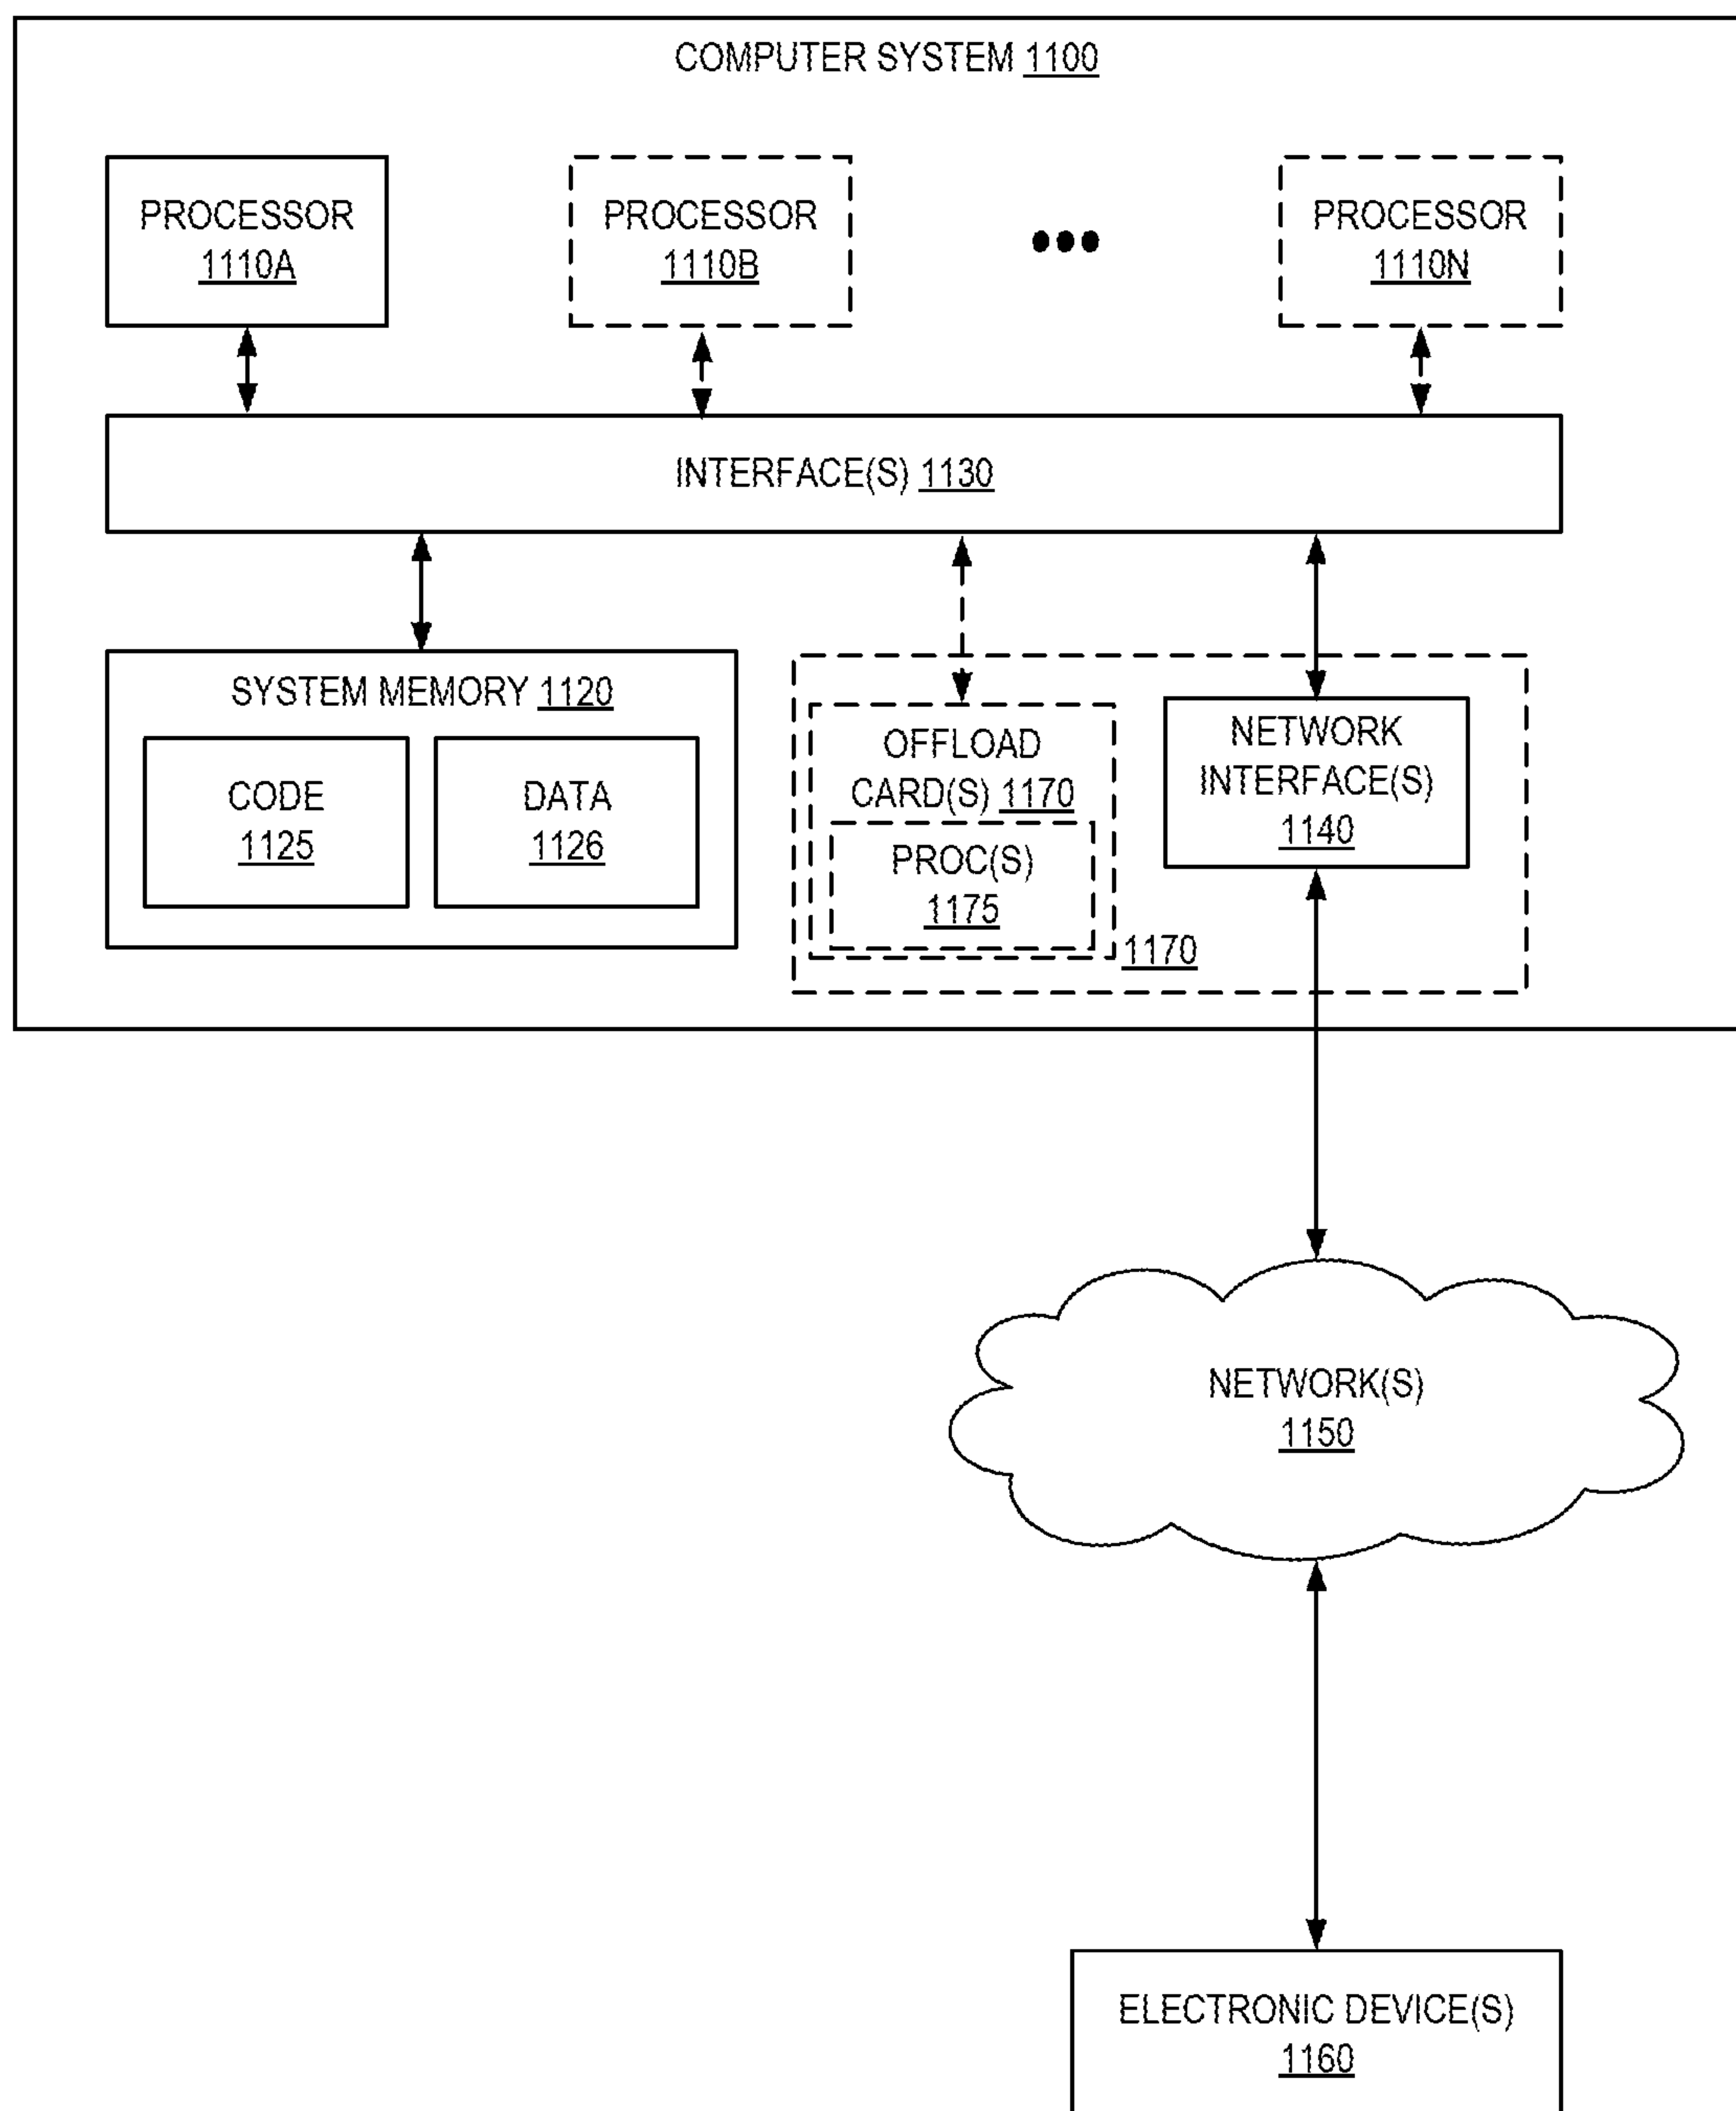 COMPUTER SYSTEM 1100
PROCESSOR
1110A
PROCESSOR
1110B
PROCESSOR
1110N
INTERFACE(S) 1130
SYSTEM MEMORY 1120
CODE
1125
DATA
1126
OFFLOAD
CARD(S) 1170
PROC(S)
1175
1170
NETWORK
INTERFACE(S)
1140
NETWORK(S)
1150
ELECTRONIC DEVICE(S)
1160